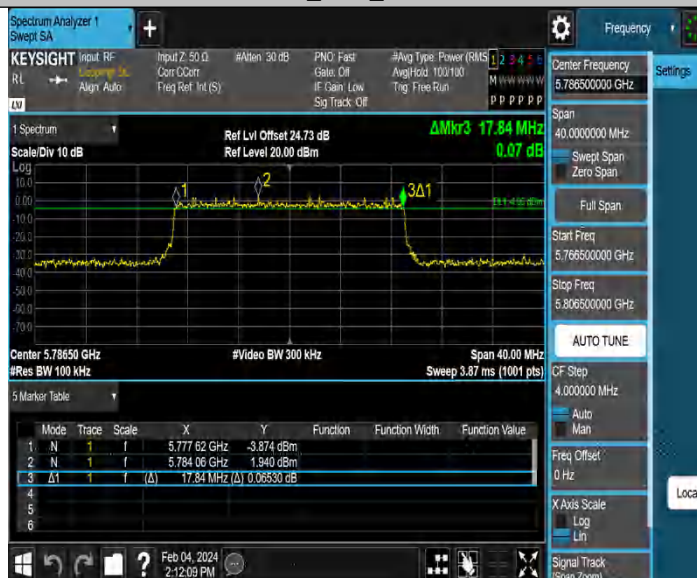 Spectrum Analyzer 1
Swept SA
+
Frequency
KEYSIGHT
Input: RF
Input Z: 50 Ω
#Atten: 30 dB
PNO: Fast
#Avg Type: Power (RMS
1 2 3 4 5 6
RL
Coupling: DC
Corr CCorr
Gate: Off
Avg|Hold: 100/100
M W W W W W
Align: Auto
Freq Ref: Int (S)
IF Gain: Low
Trig: Free Run
Sig Track: Off
P P P P P P
LXI
Center Frequency
5.786500000 GHz
Settings
Span
40.0000000 MHz
Swept Span
Zero Span
Full Span
Start Freq
5.766500000 GHz
Stop Freq
5.806500000 GHz
AUTO TUNE
CF Step
4.000000 MHz
Auto
Man
Freq Offset
0 Hz
X Axis Scale
Log
Lin
Signal Track
(Span Zoom)
Loca
1 Spectrum
Ref Lvl Offset 24.73 dB
ΔMkr3 17.84 MHz
Scale/Div 10 dB
Ref Level 20.00 dBm
0.07 dB
Log
10.0
0.00
-10.0
-20.0
-30.0
-40.0
-50.0
-60.0
-70.0
1
2
3Δ1
Center 5.78650 GHz
#Video BW 300 kHz
Span 40.00 MHz
#Res BW 100 kHz
Sweep 3.87 ms (1001 pts)
5 Marker Table
Mode Trace Scale X Y Function Function Width Function Value
1 N 1 f 5.777 62 GHz -3.874 dBm
2 N 1 f 5.784 06 GHz 1.940 dBm
3 Δ1 1 f (Δ) 17.84 MHz (Δ) 0.06530 dB
4
5
6
?
Feb 04, 2024
2:12:09 PM